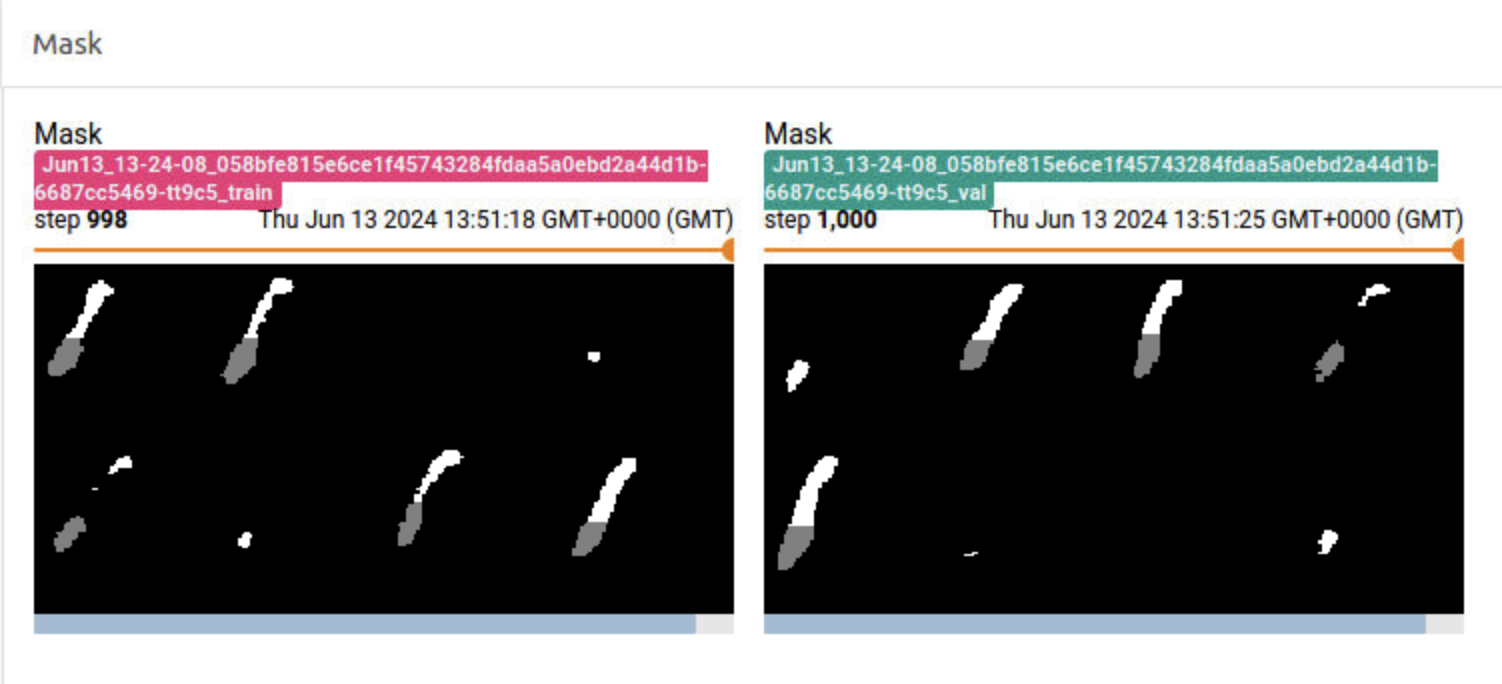 Mask
Mask
Jun13_13-24-08_058bfe815e6ce1f45743284fdaa5a0ebd2a44d1b-
6687cc5469-tt9c5_train
step 998 Thu Jun 13 2024 13:51:18 GMT+0000 (GMT)
Mask
Jun13_13-24-08_058bfe815e6ce1f45743284fdaa5a0ebd2a44d1b-
6687cc5469-tt9c5_val
step 1,000 Thu Jun 13 2024 13:51:25 GMT+0000 (GMT)